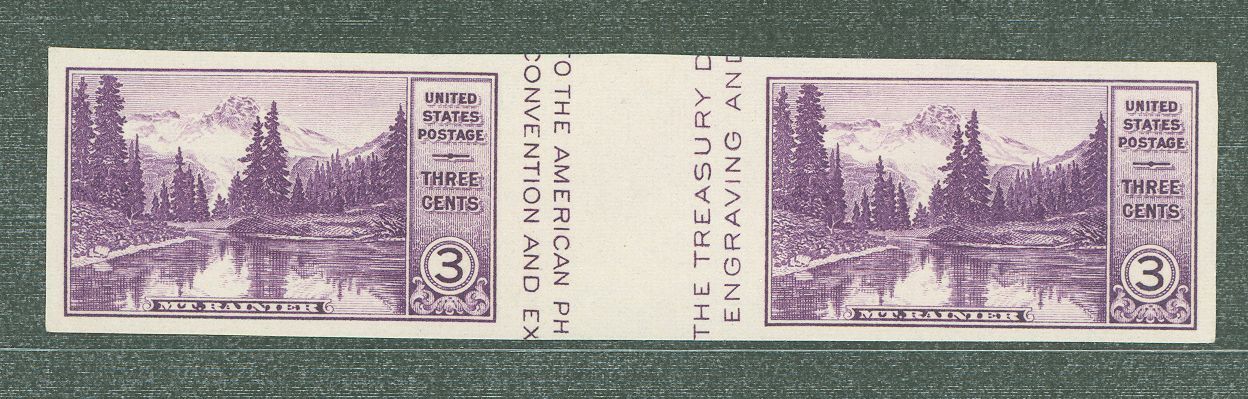 UNITED
STATES
POSTAGE
THREE
CENTS
3
MT. RAINIER
TO THE AMERICAN PH
CONVENTION AND EX
THE TREASURY D
ENGRAVING AND
UNITED
STATES
POSTAGE
THREE
CENTS
3
MT. RAINIER